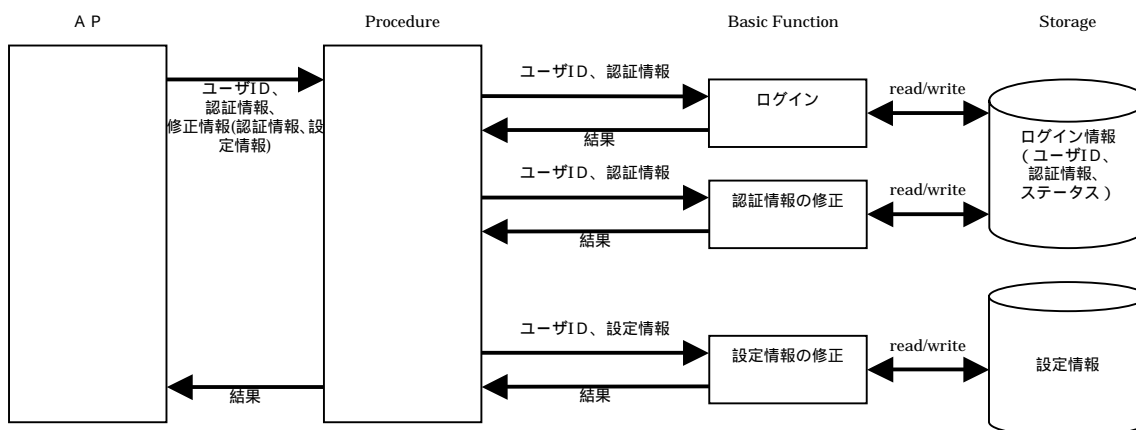 ＡＰ
Procedure
Basic Function
Storage
ユーザID、
認証情報、
修正情報(認証情報、設
定情報)
ユーザID、認証情報
結果
ログイン
read/write
ログイン情報
（ユーザID、
認証情報、
ステータス）
ユーザID、認証情報
結果
認証情報の修正
read/write
ユーザID、設定情報
結果
設定情報の修正
read/write
設定情報
結果